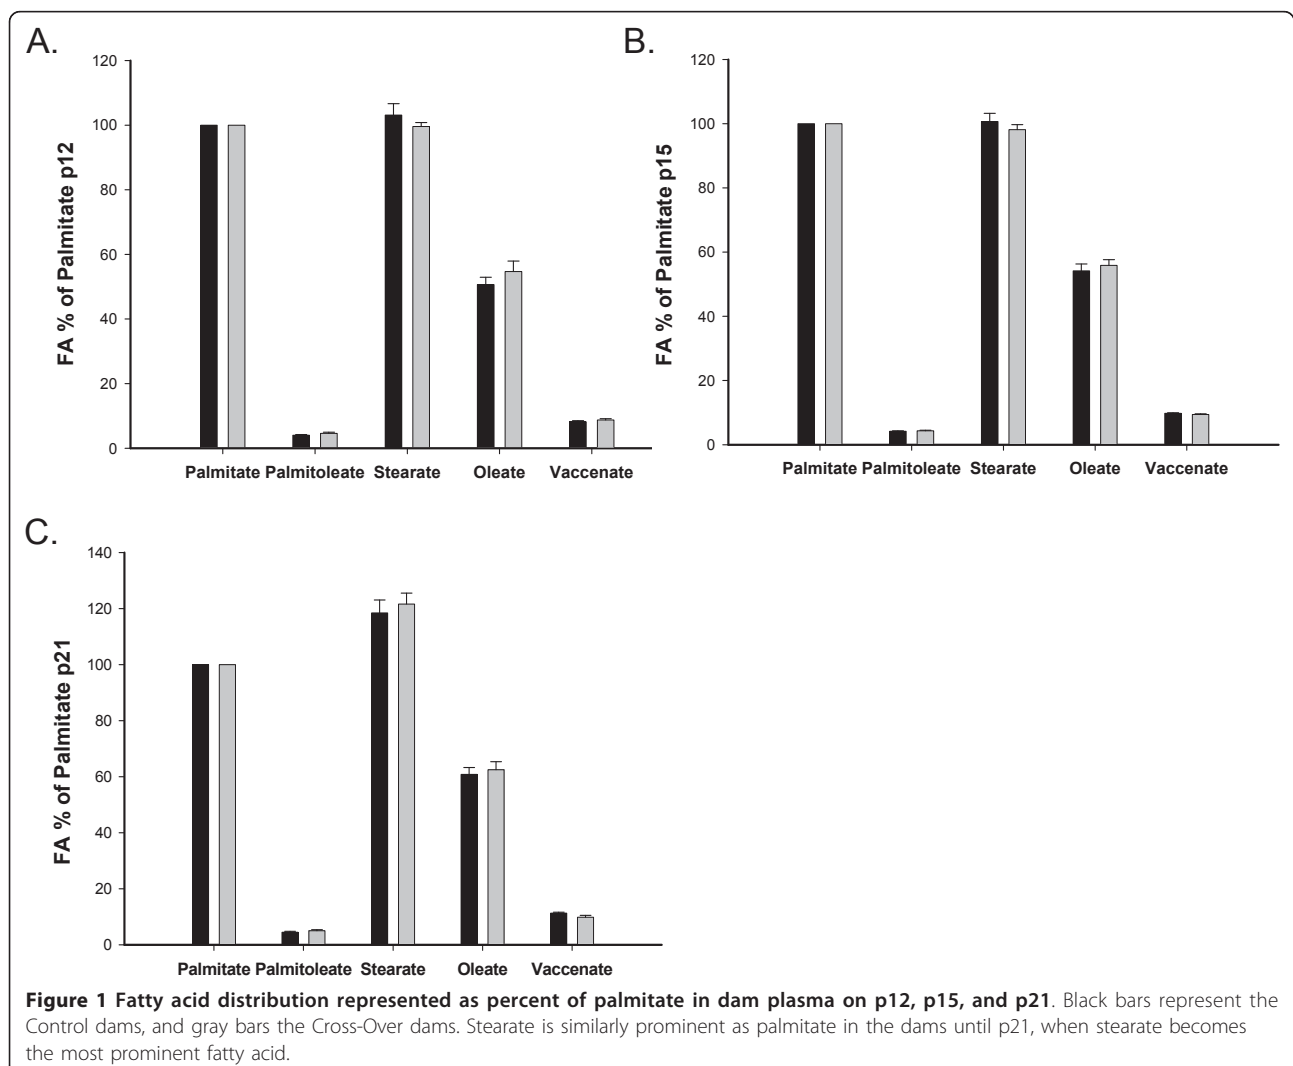 A.
120
100
80
60
40
20
0
FA % of Palmitate p12
Palmitate Palmitoleate Stearate Oleate Vaccenate
B.
120
100
80
60
40
20
0
FA % of Palmitate p15
Palmitate Palmitoleate Stearate Oleate Vaccenate
C.
140
120
100
80
60
40
20
0
FA % of Palmitate p21
Palmitate Palmitoleate Stearate Oleate Vaccenate
Figure 1 Fatty acid distribution represented as percent of palmitate in dam plasma on p12, p15, and p21. Black bars represent the
Control dams, and gray bars the Cross-Over dams. Stearate is similarly prominent as palmitate in the dams until p21, when stearate becomes
the most prominent fatty acid.